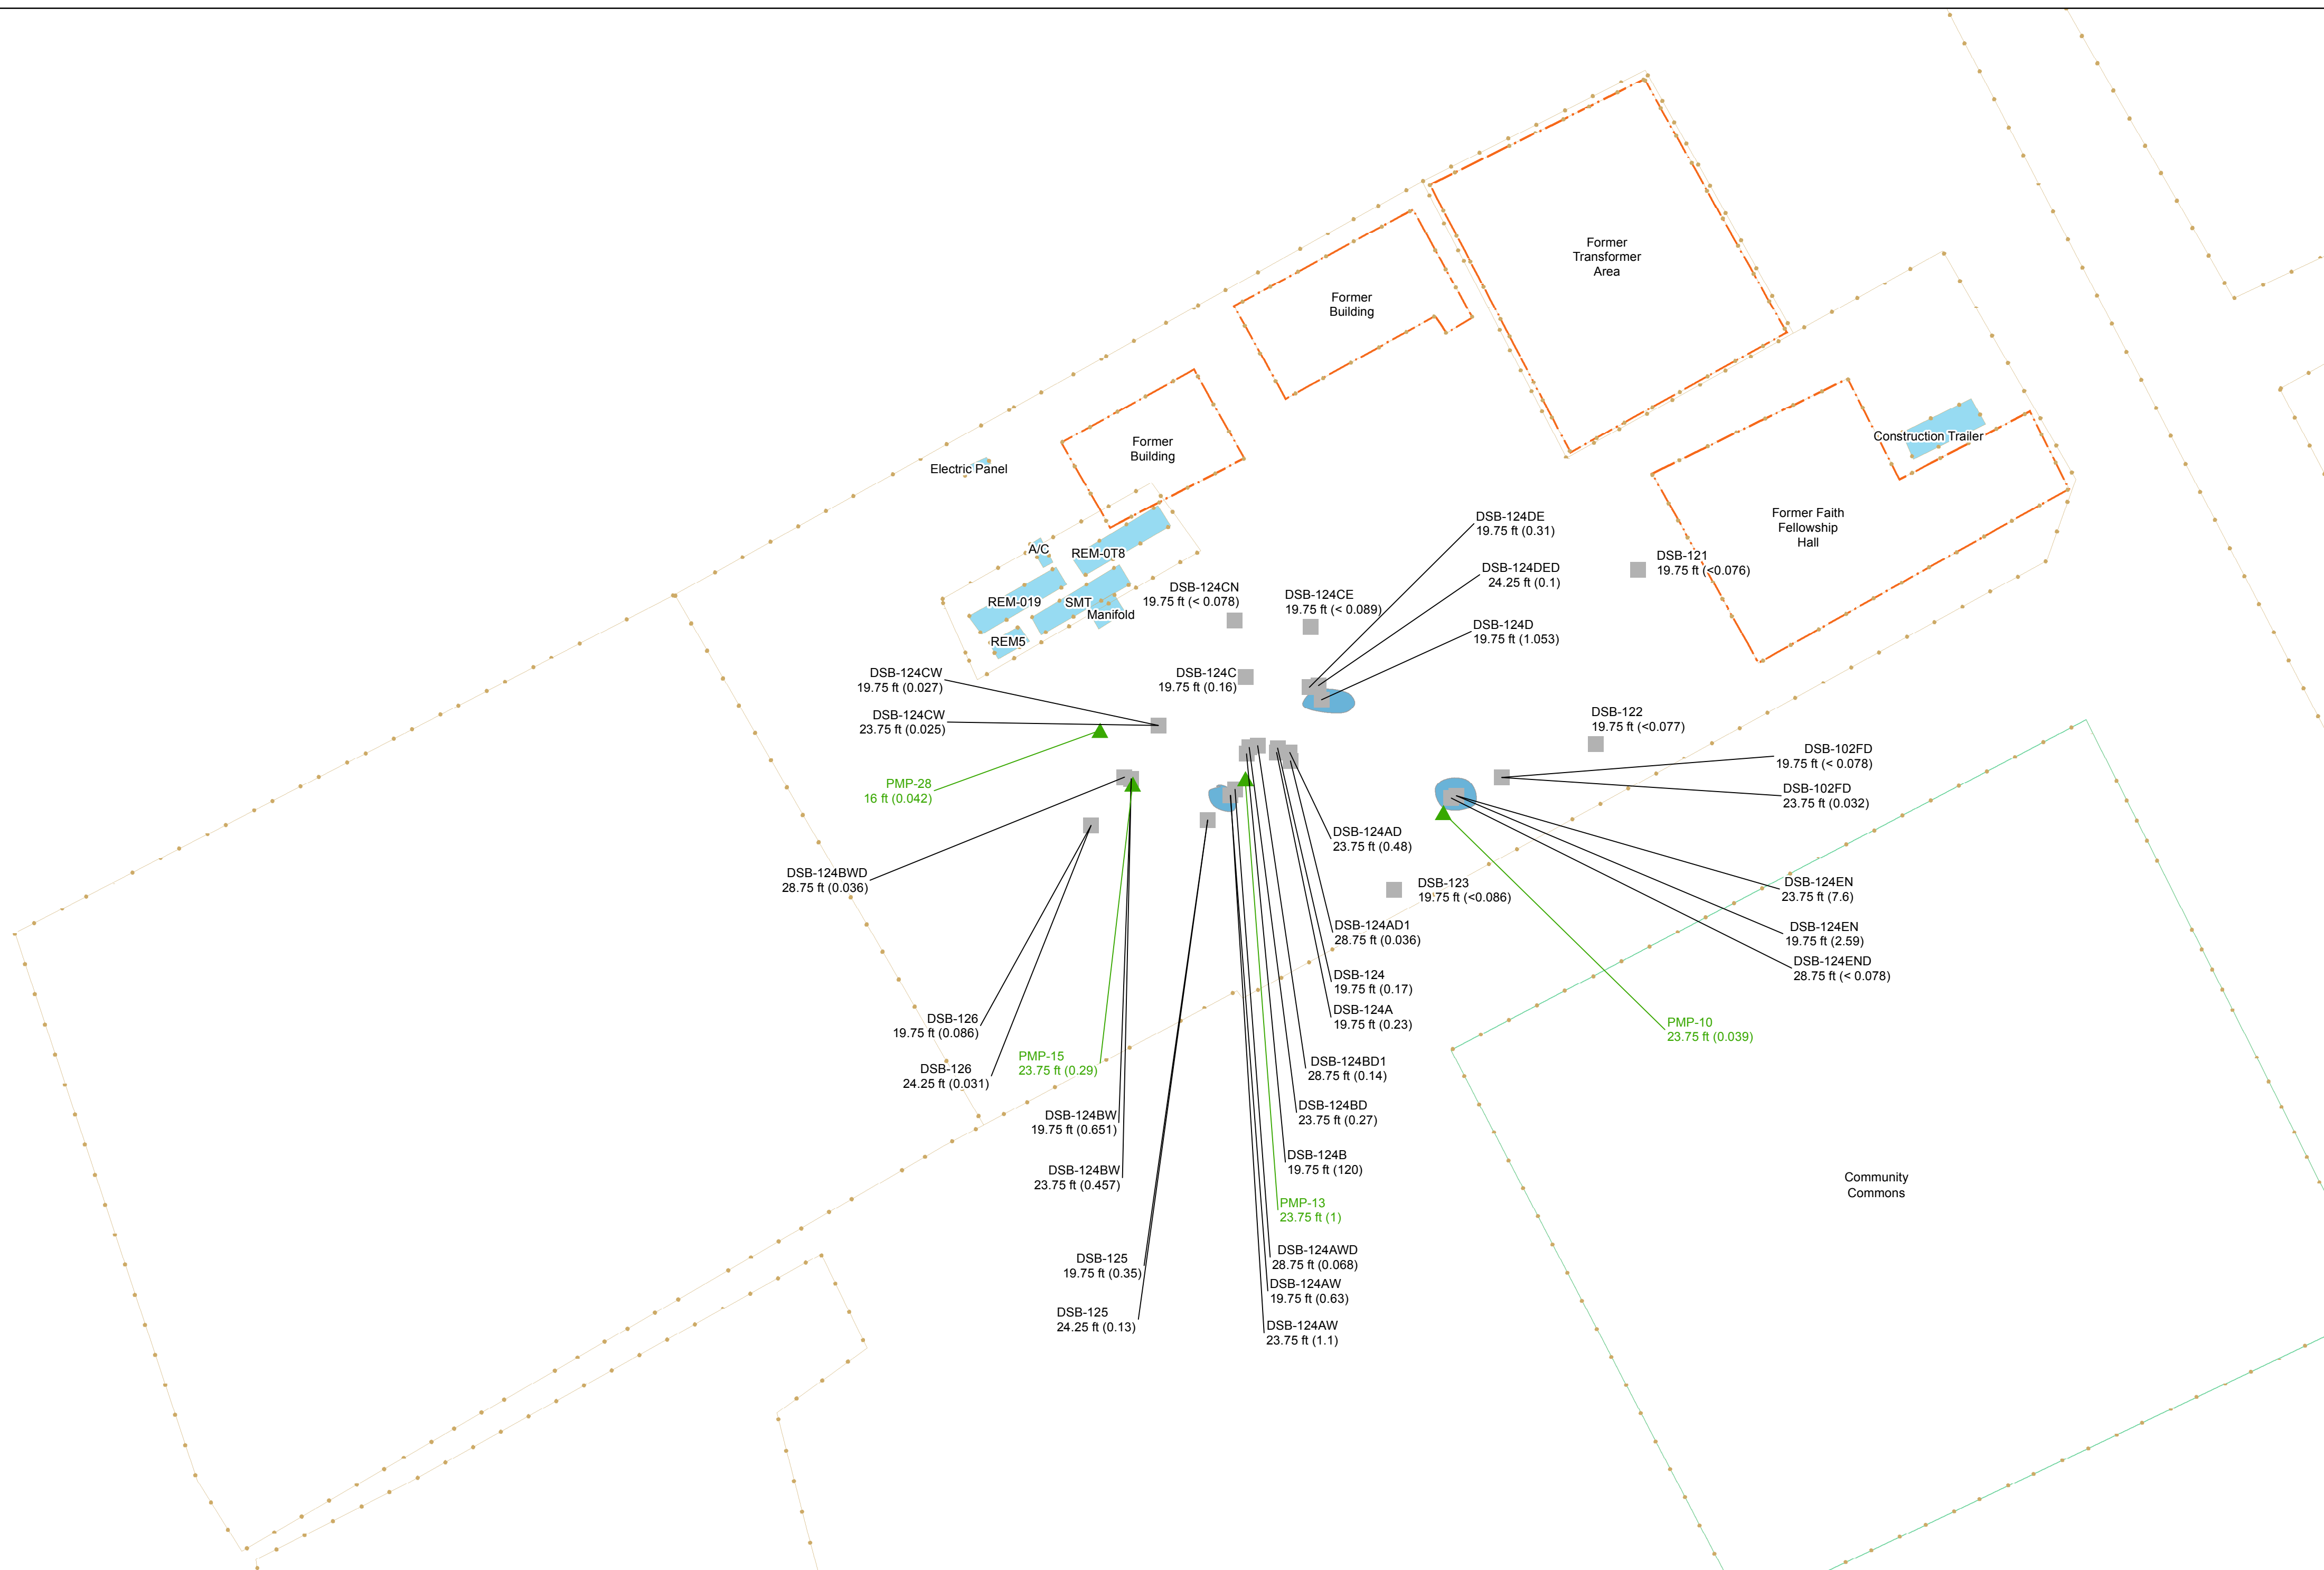 Former
Transformer
Area
Former
Building
Former
Building
Construction Trailer
Electric Panel
Former Faith
Fellowship
Hall
DSB-124DE
19.75 ft (0.31)
A/C
REM-0T8
DSB-121
19.75 ft (<0.076)
DSB-124DED
24.25 ft (0.1)
DSB-124CN
19.75 ft (< 0.078)
DSB-124CE
19.75 ft (< 0.089)
REM-019
SMT
Manifold
REM5
DSB-124D
19.75 ft (1.053)
DSB-124CW
19.75 ft (0.027)
DSB-124C
19.75 ft (0.16)
DSB-124CW
23.75 ft (0.025)
DSB-122
19.75 ft (<0.077)
DSB-102FD
19.75 ft (< 0.078)
PMP-28
16 ft (0.042)
DSB-102FD
23.75 ft (0.032)
DSB-124AD
23.75 ft (0.48)
DSB-124BWD
28.75 ft (0.036)
DSB-123
19.75 ft (<0.086)
DSB-124EN
23.75 ft (7.6)
DSB-124AD1
28.75 ft (0.036)
DSB-124EN
19.75 ft (2.59)
DSB-124END
28.75 ft (< 0.078)
DSB-124
19.75 ft (0.17)
DSB-124A
19.75 ft (0.23)
DSB-126
19.75 ft (0.086)
PMP-10
23.75 ft (0.039)
PMP-15
23.75 ft (0.29)
DSB-126
24.25 ft (0.031)
DSB-124BD1
28.75 ft (0.14)
DSB-124BD
23.75 ft (0.27)
DSB-124BW
19.75 ft (0.651)
DSB-124B
19.75 ft (120)
DSB-124BW
23.75 ft (0.457)
Community
Commons
PMP-13
23.75 ft (1)
DSB-125
19.75 ft (0.35)
DSB-124AWD
28.75 ft (0.068)
DSB-124AW
19.75 ft (0.63)
DSB-125
24.25 ft (0.13)
DSB-124AW
23.75 ft (1.1)